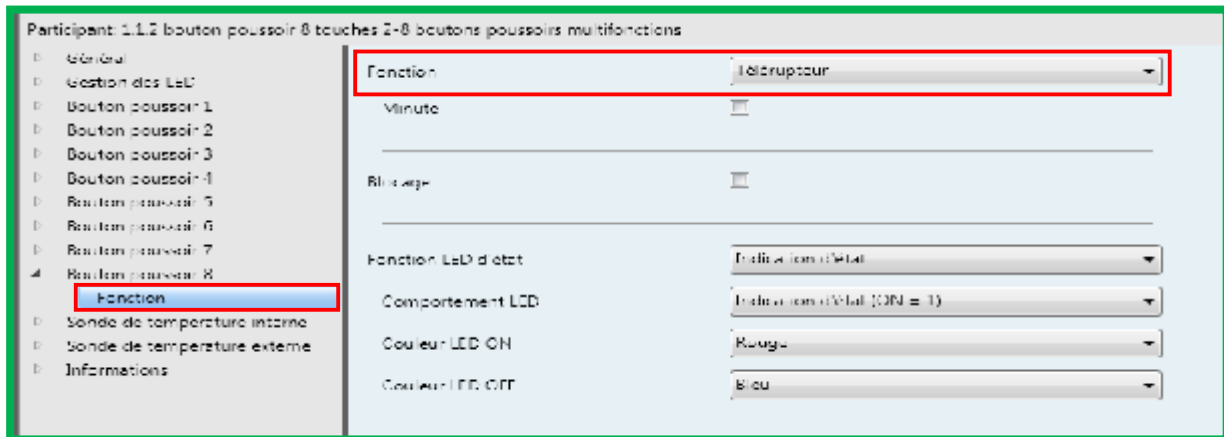 Participant: 1.1.2 bouton poussoir 8 touches 2-8 boutons poussoirs multifonctions
Général
Gestion des LED
Bouton poussoir 1
Bouton poussoir 2
Bouton poussoir 3
Bouton poussoir 4
Bouton poussoir 5
Bouton poussoir 6
Bouton poussoir 7
Bouton poussoir 8
Fonction
Sonde de température interne
Sonde de température externe
Informations
Fonction Télérupteur
Minute
Blocage
Fonction LED d'état Indication d'état
Comportement LED Indication d'état (ON = 1)
Couleur LED ON Rouge
Couleur LED OFF Bleu